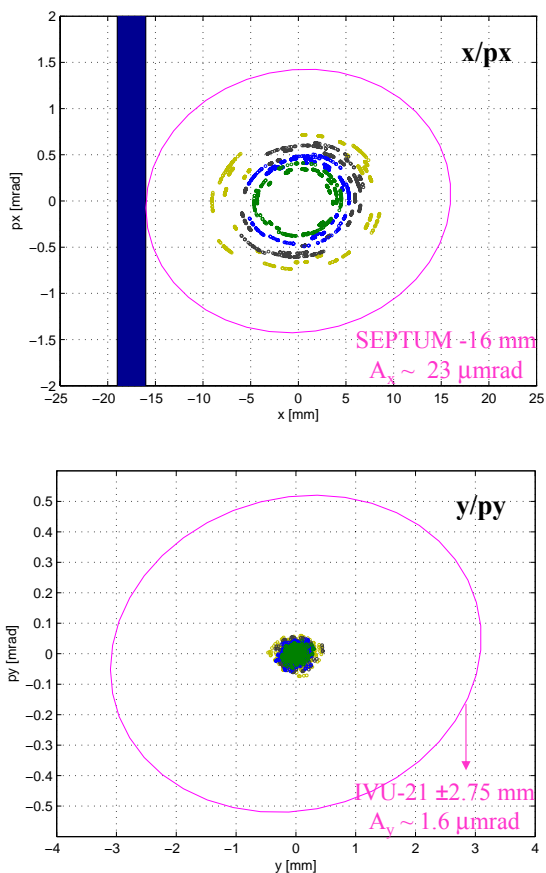 x/px
2
1.5
1
0.5
0
−0.5
−1
−1.5
−2
px [mrad]
SEPTUM -16 mm
Aₓ ~ 23 μmrad
−25 −20 −15 −10 −5 0 5 10 15 20 25
x [mm]
y/py
0.5
0.4
0.3
0.2
0.1
0
−0.1
−0.2
−0.3
−0.4
−0.5
py [mrad]
IVU-21 ±2.75 mm
A_y ~ 1.6 μmrad
−4 −3 −2 −1 0 1 2 3 4
y [mm]